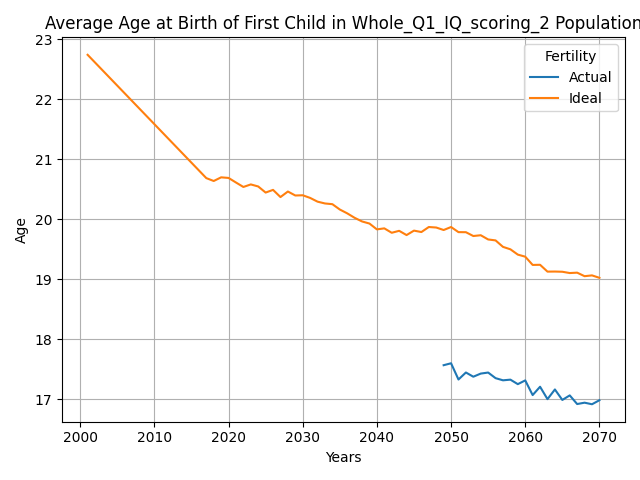 Average Age at Birth of First Child in Whole_Q1_IQ_scoring_2 Population
23
22
21
20
19
18
17
Age
Fertility
Actual
Ideal
2000 2010 2020 2030 2040 2050 2060 2070
Years